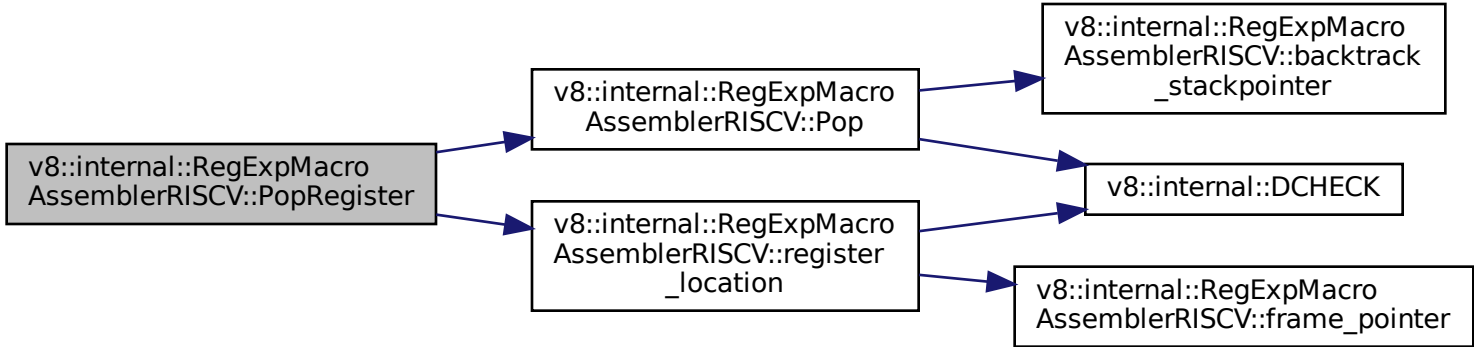 v8::internal::RegExpMacro
AssemblerRISCV::PopRegister
v8::internal::RegExpMacro
AssemblerRISCV::Pop
v8::internal::RegExpMacro
AssemblerRISCV::register
_location
v8::internal::RegExpMacro
AssemblerRISCV::backtrack
_stackpointer
v8::internal::DCHECK
v8::internal::RegExpMacro
AssemblerRISCV::frame_pointer